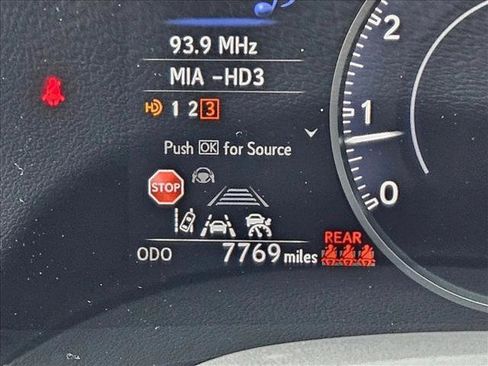 93.9 MHz
MIA -HD3
HD 1 2 3
Push OK for Source
STOP
ODO 7769 miles
REAR
2
1
0